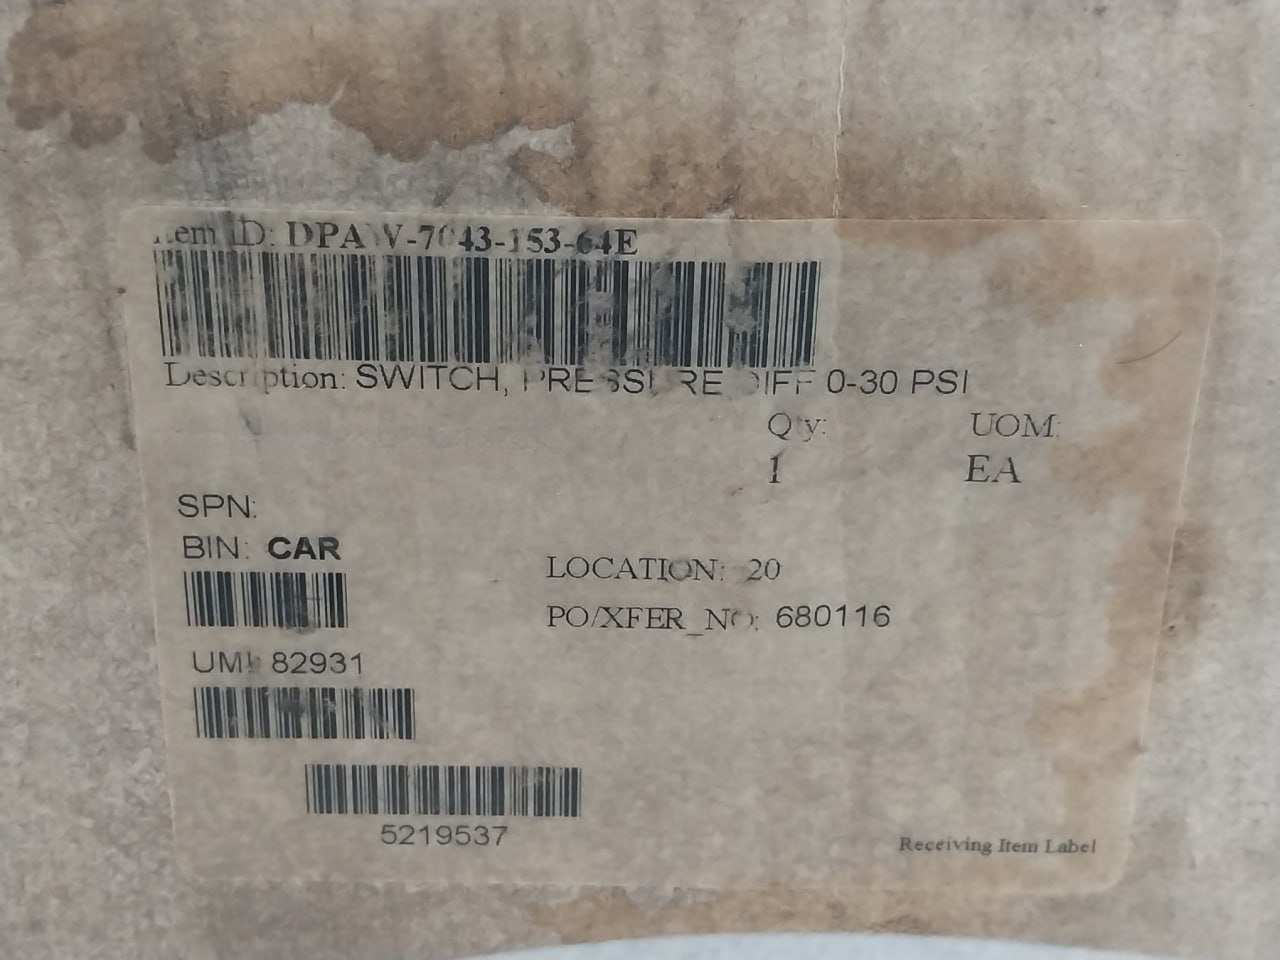 Item ID: DPAW-7043-153-64E
Description: SWITCH, PRESSURE DIFF 0-30 PSI
Qty: UOM:
1 EA
SPN:
BIN: CAR
LOCATION: 20
PO/XFER_NO: 680116
UMI: 82931
5219537
Receiving Item Label